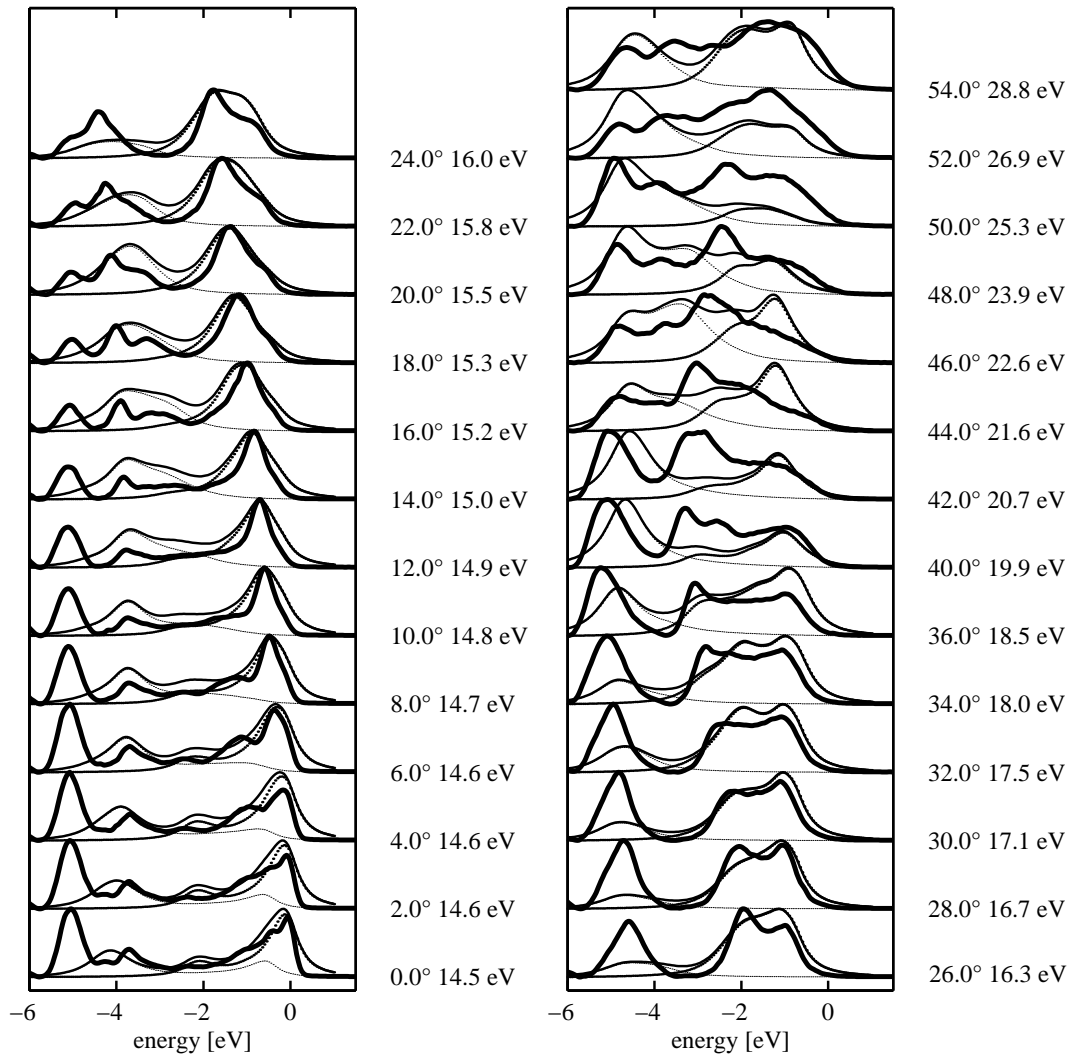 24.0° 16.0 eV
22.0° 15.8 eV
20.0° 15.5 eV
18.0° 15.3 eV
16.0° 15.2 eV
14.0° 15.0 eV
12.0° 14.9 eV
10.0° 14.8 eV
8.0° 14.7 eV
6.0° 14.6 eV
4.0° 14.6 eV
2.0° 14.6 eV
0.0° 14.5 eV
−6 −4 −2 0
energy [eV]
54.0° 28.8 eV
52.0° 26.9 eV
50.0° 25.3 eV
48.0° 23.9 eV
46.0° 22.6 eV
44.0° 21.6 eV
42.0° 20.7 eV
40.0° 19.9 eV
36.0° 18.5 eV
34.0° 18.0 eV
32.0° 17.5 eV
30.0° 17.1 eV
28.0° 16.7 eV
26.0° 16.3 eV
−6 −4 −2 0
energy [eV]